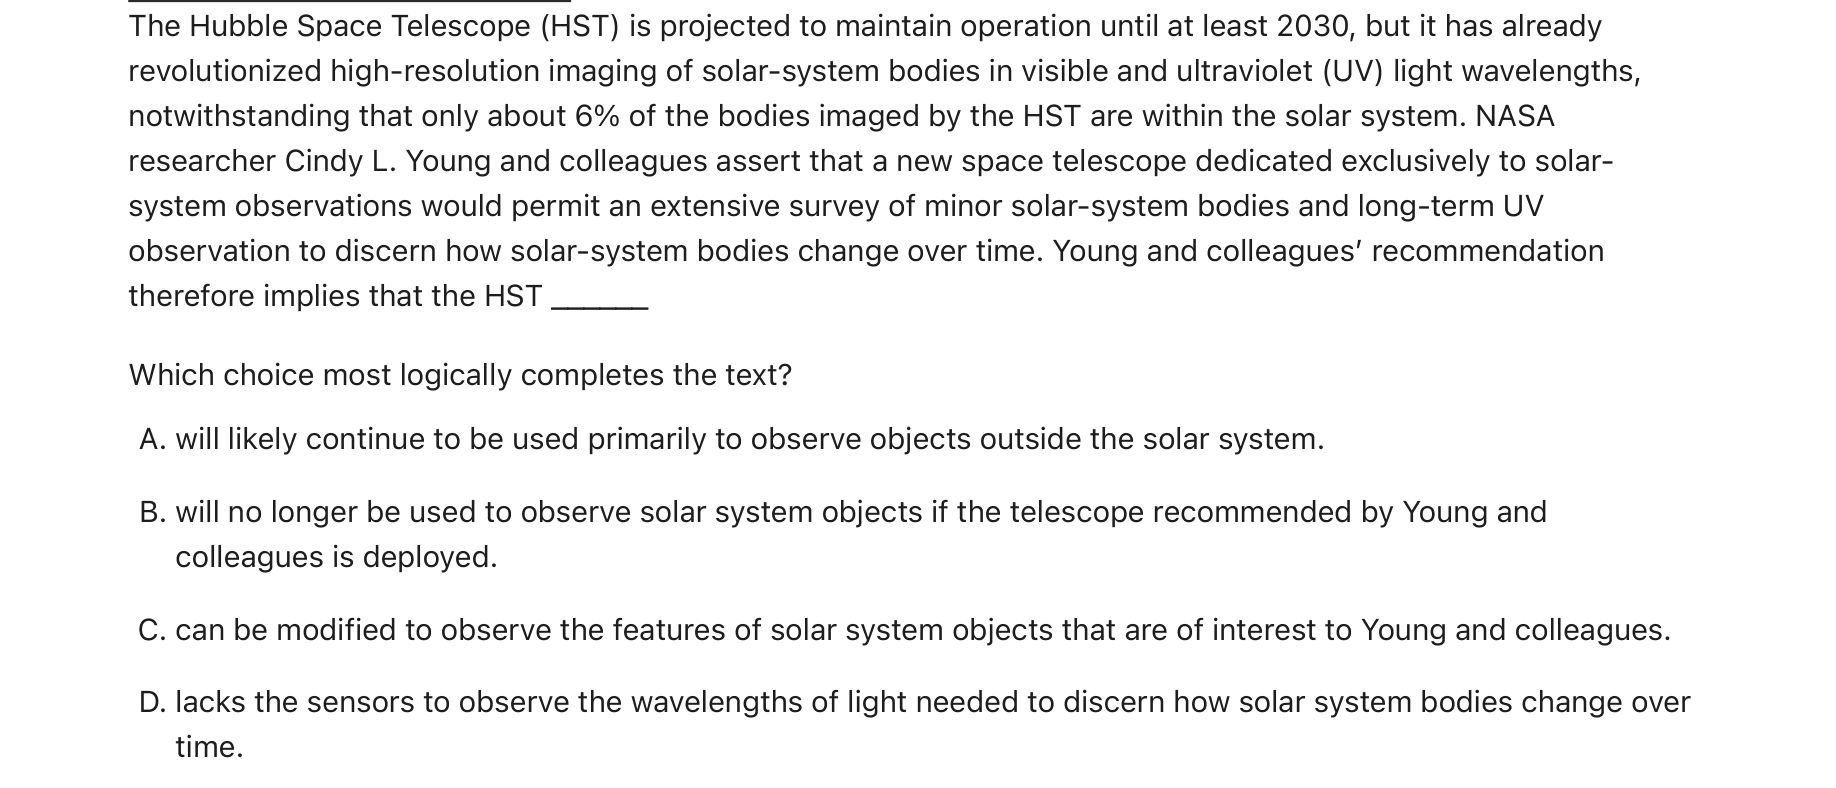 The Hubble Space Telescope (HST) is projected to maintain operation until at least 2030, but it has already
revolutionized high-resolution imaging of solar-system bodies in visible and ultraviolet (UV) light wavelengths,
notwithstanding that only about 6% of the bodies imaged by the HST are within the solar system. NASA
researcher Cindy L. Young and colleagues assert that a new space telescope dedicated exclusively to solar-
system observations would permit an extensive survey of minor solar-system bodies and long-term UV
observation to discern how solar-system bodies change over time. Young and colleagues’ recommendation
therefore implies that the HST ______
Which choice most logically completes the text?
A. will likely continue to be used primarily to observe objects outside the solar system.
B. will no longer be used to observe solar system objects if the telescope recommended by Young and
colleagues is deployed.
C. can be modified to observe the features of solar system objects that are of interest to Young and colleagues.
D. lacks the sensors to observe the wavelengths of light needed to discern how solar system bodies change over
time.